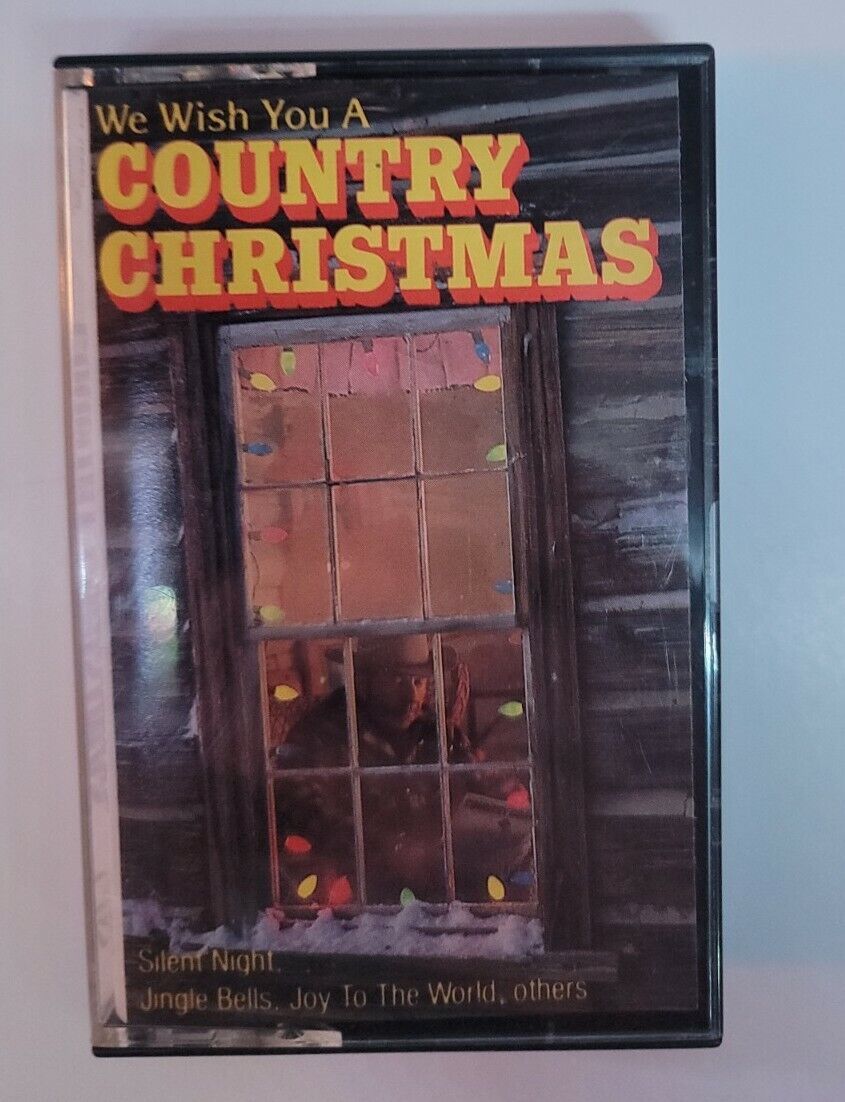 We Wish You A
COUNTRY
CHRISTMAS
Silent Night,
Jingle Bells, Joy To The World, others